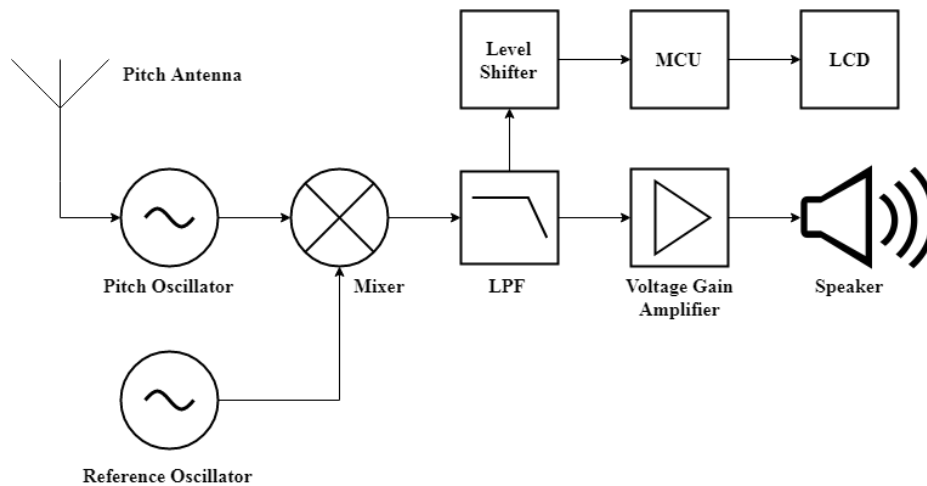 Level
Shifter
MCU
LCD
Pitch Antenna
Pitch Oscillator
Mixer
LPF
Voltage Gain
Amplifier
Speaker
Reference Oscillator